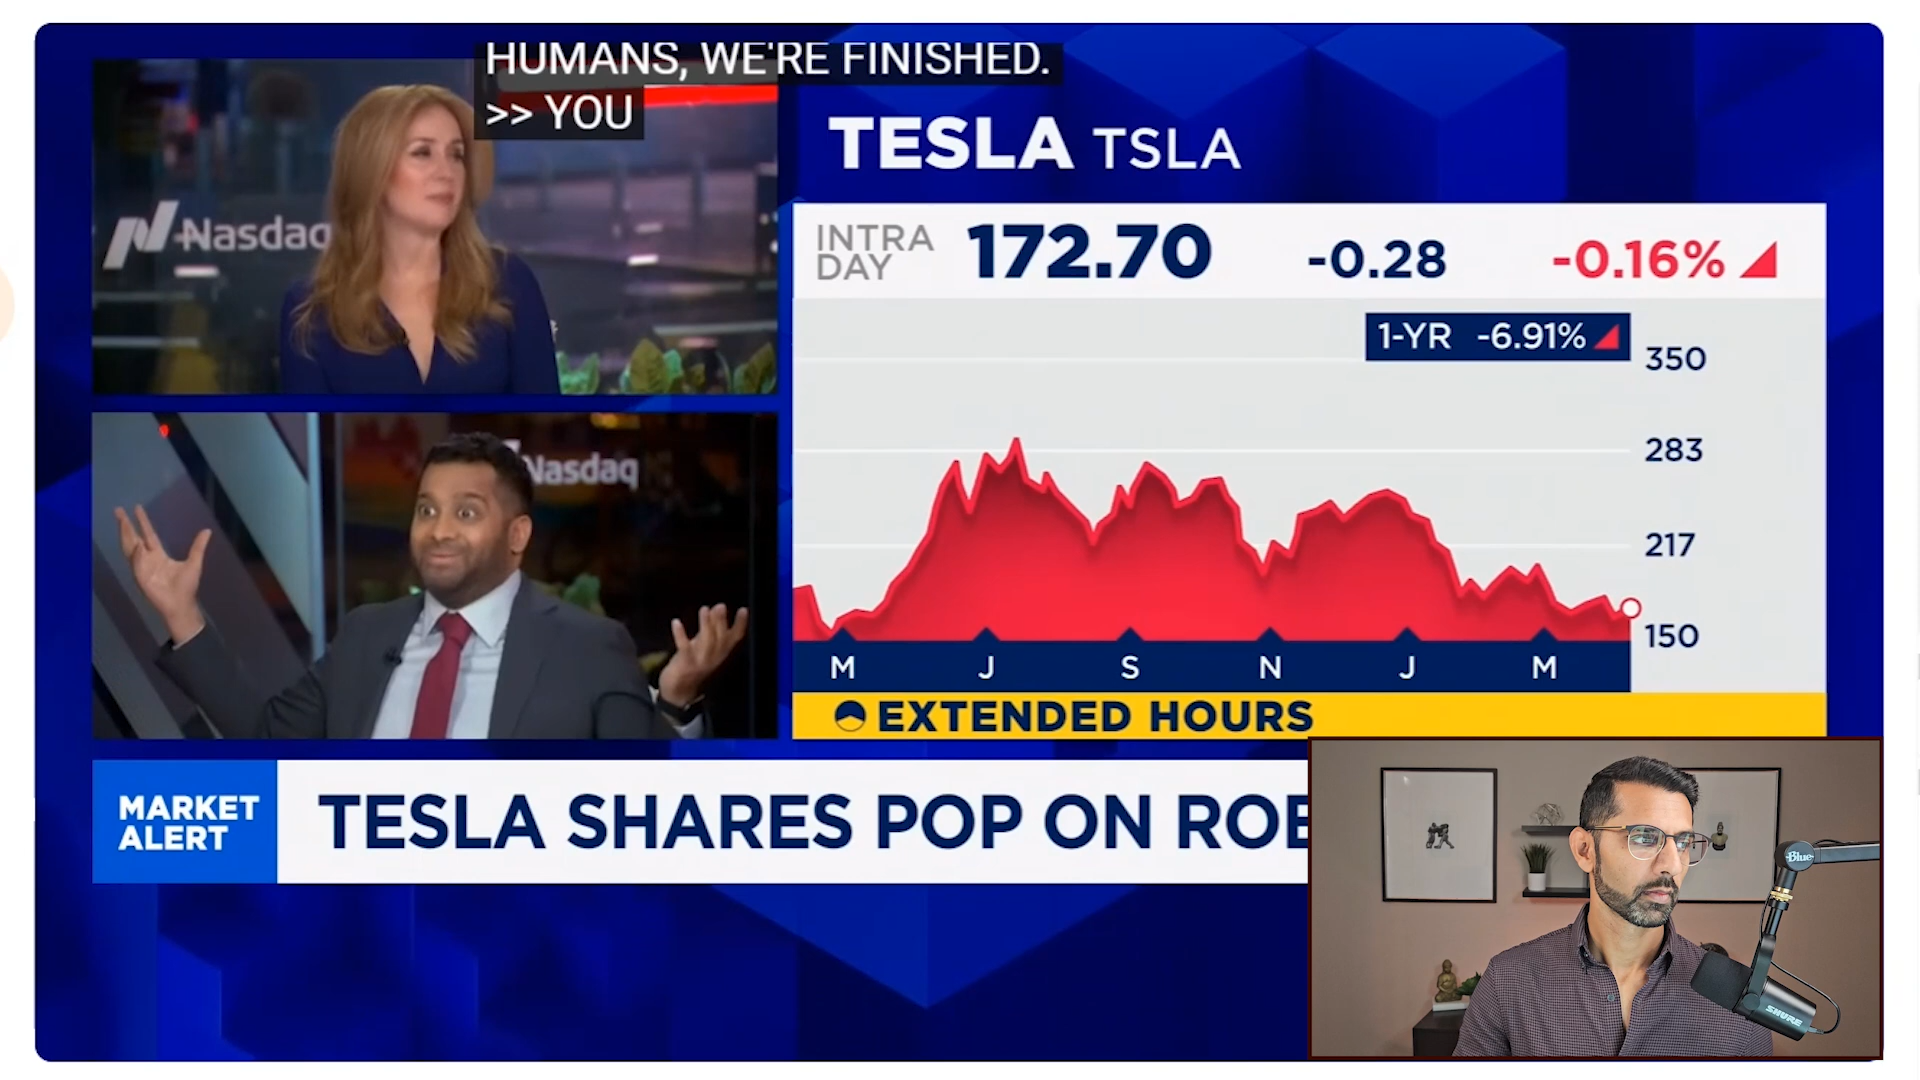 HUMANS, WE'RE FINISHED.
>> YOU
Nasdaq
Nasdaq
TESLA TSLA
INTRA
DAY
172.70 -0.28 -0.16%
1-YR -6.91%
350
283
217
150
M J S N J M
EXTENDED HOURS
MARKET
ALERT
TESLA SHARES POP ON ROB
Blue
SHURE